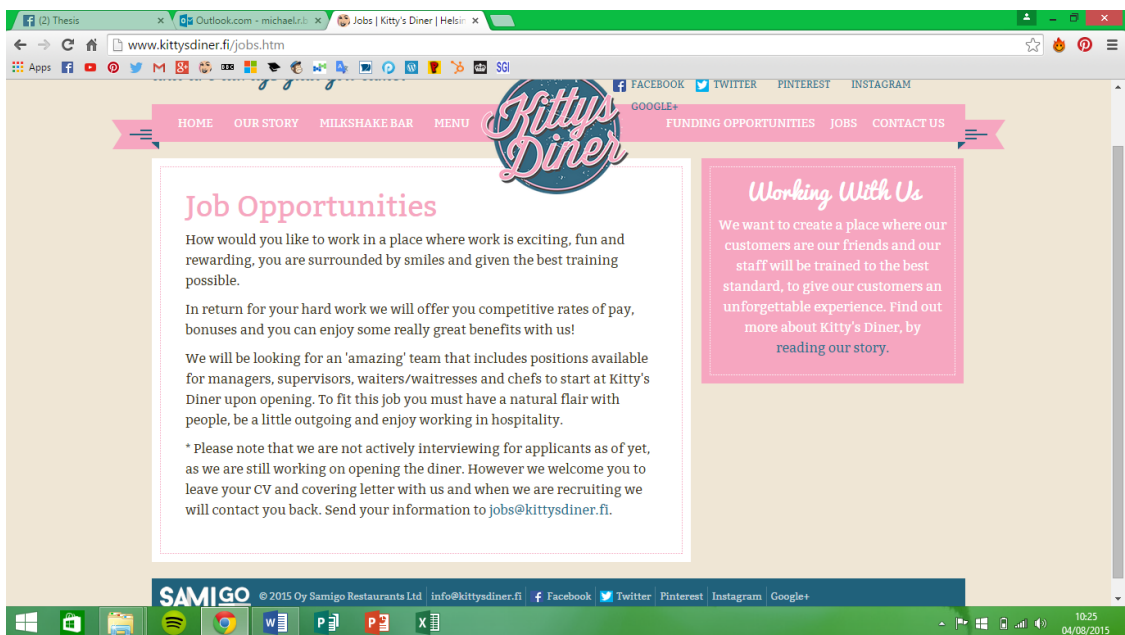 (2) Thesis
Outlook.com - michael.r.b
Jobs | Kitty's Diner | Helsin
www.kittysdiner.fi/jobs.htm
Apps
SGI
FACEBOOK TWITTER PINTEREST INSTAGRAM
GOOGLE+
HOME OUR STORY MILKSHAKE BAR MENU
Kittys
Diner
FUNDING OPPORTUNITIES JOBS CONTACT US
Job Opportunities
How would you like to work in a place where work is exciting, fun and
rewarding, you are surrounded by smiles and given the best training
possible.
In return for your hard work we will offer you competitive rates of pay,
bonuses and you can enjoy some really great benefits with us!
We will be looking for an 'amazing' team that includes positions available
for managers, supervisors, waiters/waitresses and chefs to start at Kitty's
Diner upon opening. To fit this job you must have a natural flair with
people, be a little outgoing and enjoy working in hospitality.
* Please note that we are not actively interviewing for applicants as of yet,
as we are still working on opening the diner. However we welcome you to
leave your CV and covering letter with us and when we are recruiting we
will contact you back. Send your information to jobs@kittysdiner.fi.
Working With Us
We want to create a place where our
customers are our friends and our
staff will be trained to the best
standard, to give our customers an
unforgettable experience. Find out
more about Kitty's Diner, by
reading our story.
SAMIGO © 2015 Oy Samigo Restaurants Ltd info@kittysdiner.fi Facebook Twitter Pinterest Instagram Google+
10:25
04/08/2015